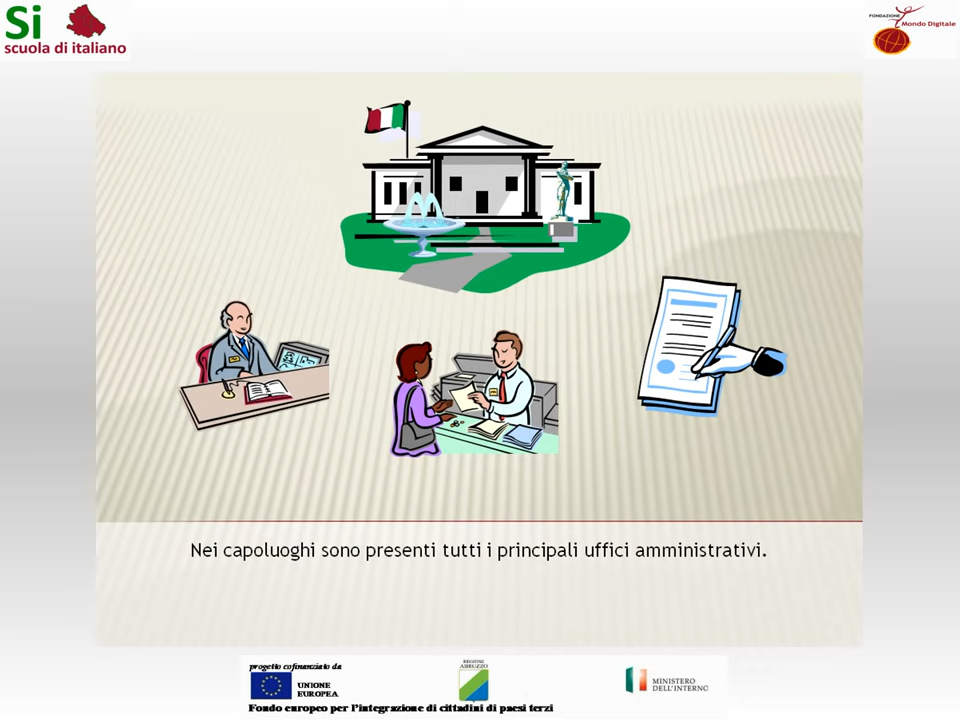 Si
scuola di italiano
FONDAZIONE
Mondo Digitale
Nei capoluoghi sono presenti tutti i principali uffici amministrativi.
progetto cofinanziato da
UNIONE
EUROPEA
REGIONE
ABRUZZO
MINISTERO
DELL'INTERNO
Fondo europeo per l'integrazione di cittadini di paesi terzi